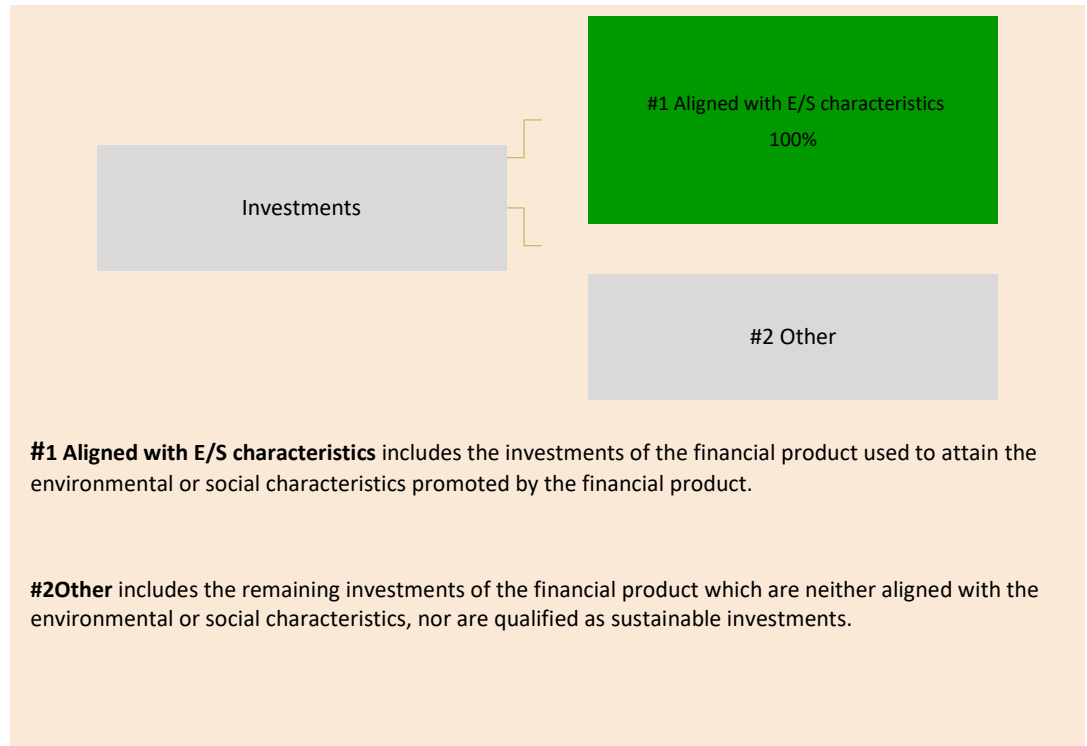 #1 Aligned with E/S characteristics
100%
Investments
#2 Other
#1 Aligned with E/S characteristics includes the investments of the financial product used to attain the
environmental or social characteristics promoted by the financial product.
#2Other includes the remaining investments of the financial product which are neither aligned with the
environmental or social characteristics, nor are qualified as sustainable investments.